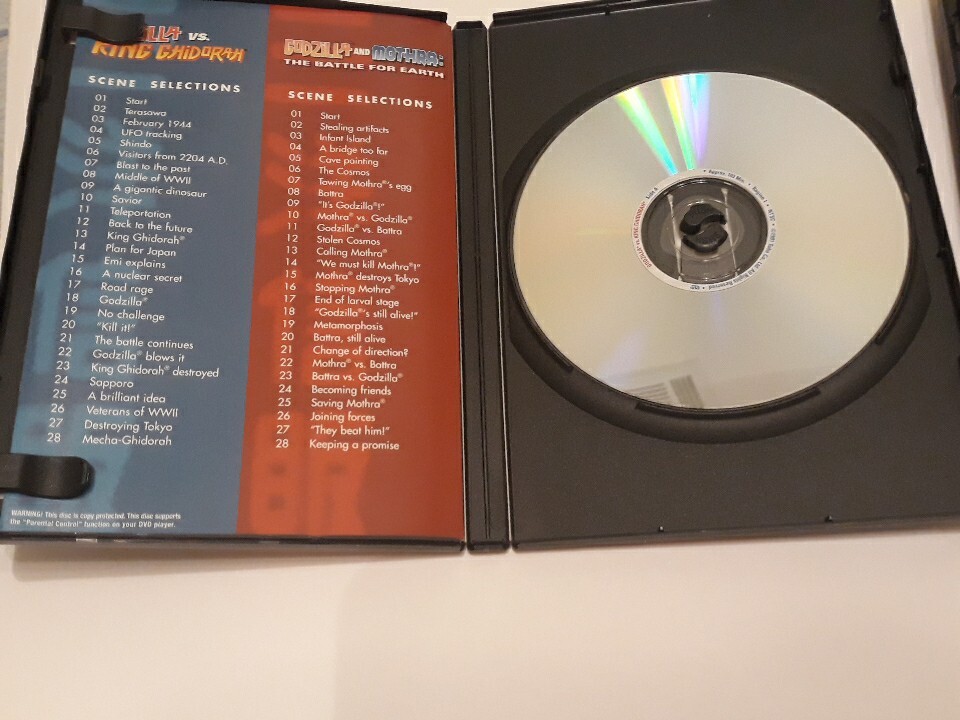 ZILLA vs.
KING GHIDORAH
SCENE SELECTIONS
01 Start
02 Terasawa
03 February 1944
04 UFO tracking
05 Shindo
06 Visitors from 2204 A.D.
07 Blast to the past
08 Middle of WWII
09 A gigantic dinosaur
10 Savior
11 Teleportation
12 Back to the future
13 King Ghidorah®
14 Plan for Japan
15 Emi explains
16 A nuclear secret
17 Road rage
18 Godzilla®
19 No challenge
20 "Kill it!"
21 The battle continues
22 Godzilla® blows it
23 King Ghidorah® destroyed
24 Sapporo
25 A brilliant idea
26 Veterans of WWII
27 Destroying Tokyo
28 Mecha-Ghidorah
WARNING! This disc is copy protected. This disc supports
the "Parental Control" function on your DVD player.
GODZILLA AND MOTHRA:
THE BATTLE FOR EARTH
SCENE SELECTIONS
01 Start
02 Stealing artifacts
03 Infant Island
04 A bridge too far
05 Cave painting
06 The Cosmos
07 Towing Mothra®'s egg
08 Battra
09 "It's Godzilla®!"
10 Mothra® vs. Godzilla®
11 Godzilla® vs. Battra
12 Stolen Cosmos
13 Calling Mothra®
14 "We must kill Mothra®!"
15 Mothra® destroys Tokyo
16 Stopping Mothra®
17 End of larval stage
18 "Godzilla®'s still alive!"
19 Metamorphosis
20 Battra, still alive
21 Change of direction?
22 Mothra® vs. Battra
23 Battra vs. Godzilla®
24 Becoming friends
25 Saving Mothra®
26 Joining forces
27 "They beat him!"
28 Keeping a promise